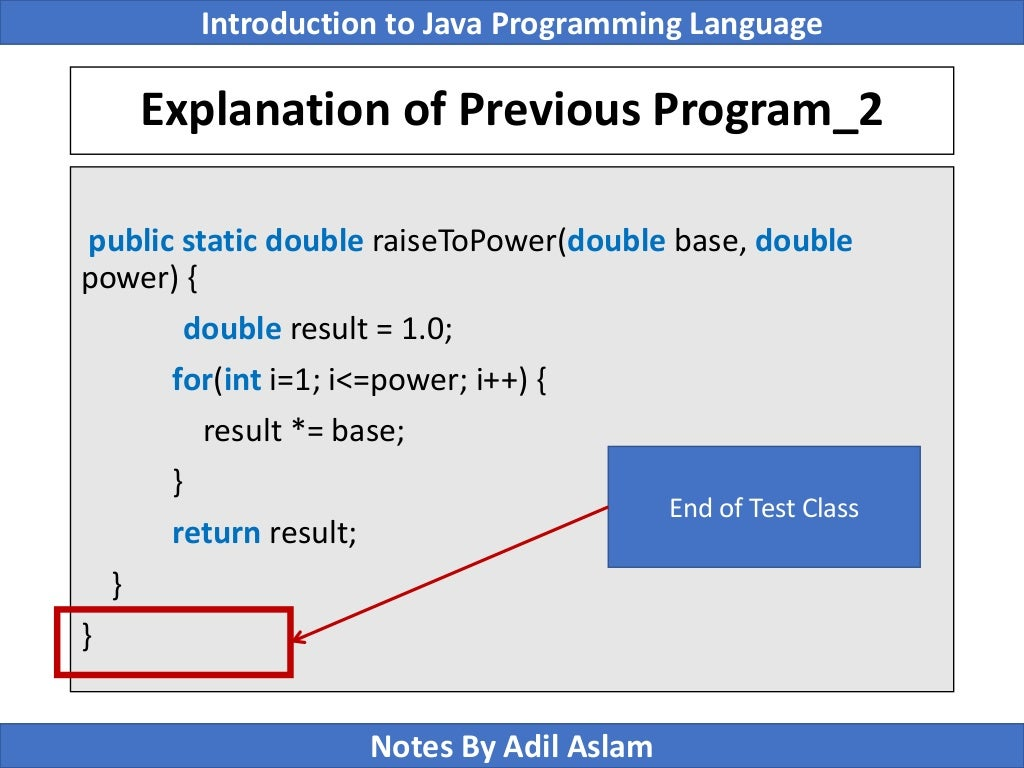 Introduction to Java Programming Language
Explanation of Previous Program_2
public static double raiseToPower(double base, double
power) {
double result = 1.0;
for(int i=1; i<=power; i++) {
result *= base;
}
return result;
}
}
End of Test Class
Notes By Adil Aslam